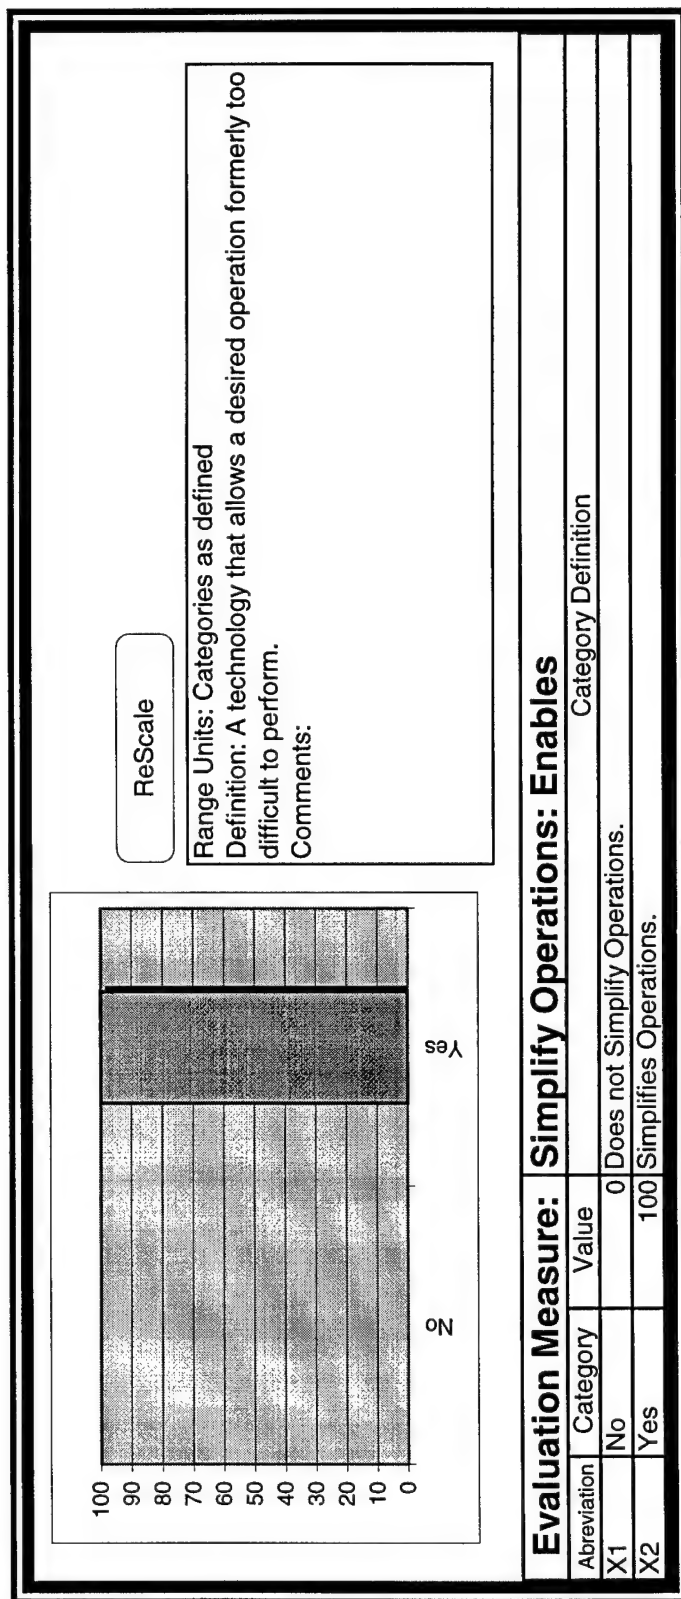 100
90
80
70
60
50
40
30
20
10
0
No
Yes
ReScale
Range Units: Categories as defined
Definition: A technology that allows a desired operation formerly too
difficult to perform.
Comments:
Evaluation Measure: Simplify Operations: Enables
Abreviation Category Value Category Definition
X1 No 0 Does not Simplify Operations.
X2 Yes 100 Simplifies Operations.